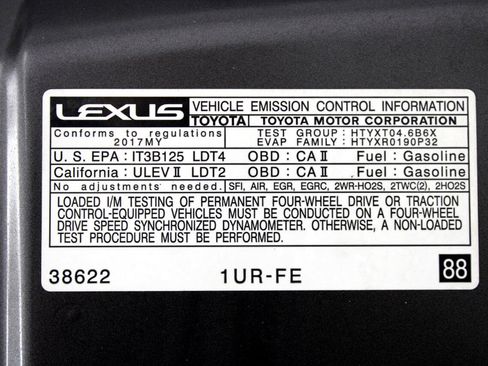 LEXUS VEHICLE EMISSION CONTROL INFORMATION
TOYOTA TOYOTA MOTOR CORPORATION
Conforms to regulations TEST GROUP : HTYXT04.6B6X
2017MY EVAP FAMILY : HTYXR0190P32
U. S. EPA : IT3B125 LDT4 OBD : CA II Fuel : Gasoline
California : ULEV II LDT2 OBD : CA II Fuel : Gasoline
No adjustments needed. SFI, AIR, EGR, EGRC, 2WR-HO2S, 2TWC(2), 2HO2S
LOADED I/M TESTING OF PERMANENT FOUR-WHEEL DRIVE OR TRACTION
CONTROL-EQUIPPED VEHICLES MUST BE CONDUCTED ON A FOUR-WHEEL
DRIVE SPEED SYNCHRONIZED DYNAMOMETER. OTHERWISE, A NON-LOADED
TEST PROCEDURE MUST BE PERFORMED.
38622 1UR-FE 88